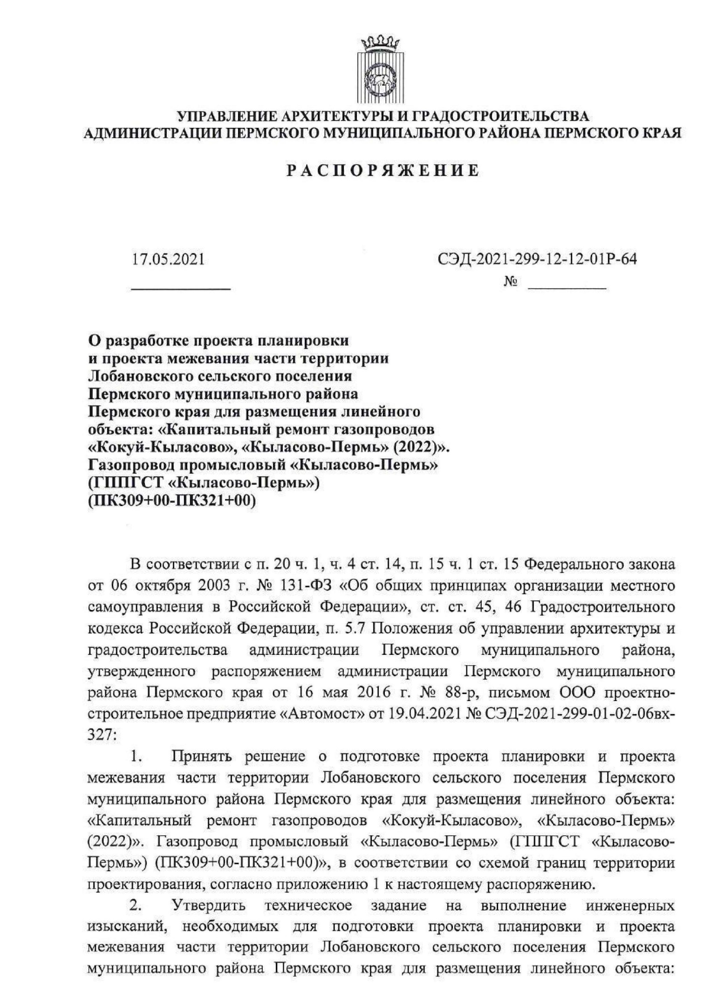 УПРАВЛЕНИЕ АРХИТЕКТУРЫ И ГРАДОСТРОИТЕЛЬСТВА
АДМИНИСТРАЦИИ ПЕРМСКОГО МУНИЦИПАЛЬНОГО РАЙОНА ПЕРМСКОГО КРАЯ
Р А С П О Р Я Ж Е Н И Е
17.05.2021 СЭД-2021-299-12-12-01Р-64
№
О разработке проекта планировки
и проекта межевания части территории
Лобановского сельского поселения
Пермского муниципального района
Пермского края для размещения линейного
объекта: «Капитальный ремонт газопроводов
«Кокуй-Кыласово», «Кыласово-Пермь» (2022)».
Газопровод промысловый «Кыласово-Пермь»
(ГППГСТ «Кыласово-Пермь»)
(ПК309+00-ПК321+00)
В соответствии с п. 20 ч. 1, ч. 4 ст. 14, п. 15 ч. 1 ст. 15 Федерального закона
от 06 октября 2003 г. № 131-ФЗ «Об общих принципах организации местного
самоуправления в Российской Федерации», ст. ст. 45, 46 Градостроительного
кодекса Российской Федерации, п. 5.7 Положения об управлении архитектуры и
градостроительства администрации Пермского муниципального района,
утвержденного распоряжением администрации Пермского муниципального
района Пермского края от 16 мая 2016 г. № 88-р, письмом ООО проектно-
строительное предприятие «Автомост» от 19.04.2021 № СЭД-2021-299-01-02-06вх-
327:
1. Принять решение о подготовке проекта планировки и проекта
межевания части территории Лобановского сельского поселения Пермского
муниципального района Пермского края для размещения линейного объекта:
«Капитальный ремонт газопроводов «Кокуй-Кыласово», «Кыласово-Пермь»
(2022)». Газопровод промысловый «Кыласово-Пермь» (ГППГСТ «Кыласово-
Пермь») (ПК309+00-ПК321+00)», в соответствии со схемой границ территории
проектирования, согласно приложению 1 к настоящему распоряжению.
2. Утвердить техническое задание на выполнение инженерных
изысканий, необходимых для подготовки проекта планировки и проекта
межевания части территории Лобановского сельского поселения Пермского
муниципального района Пермского края для размещения линейного объекта: